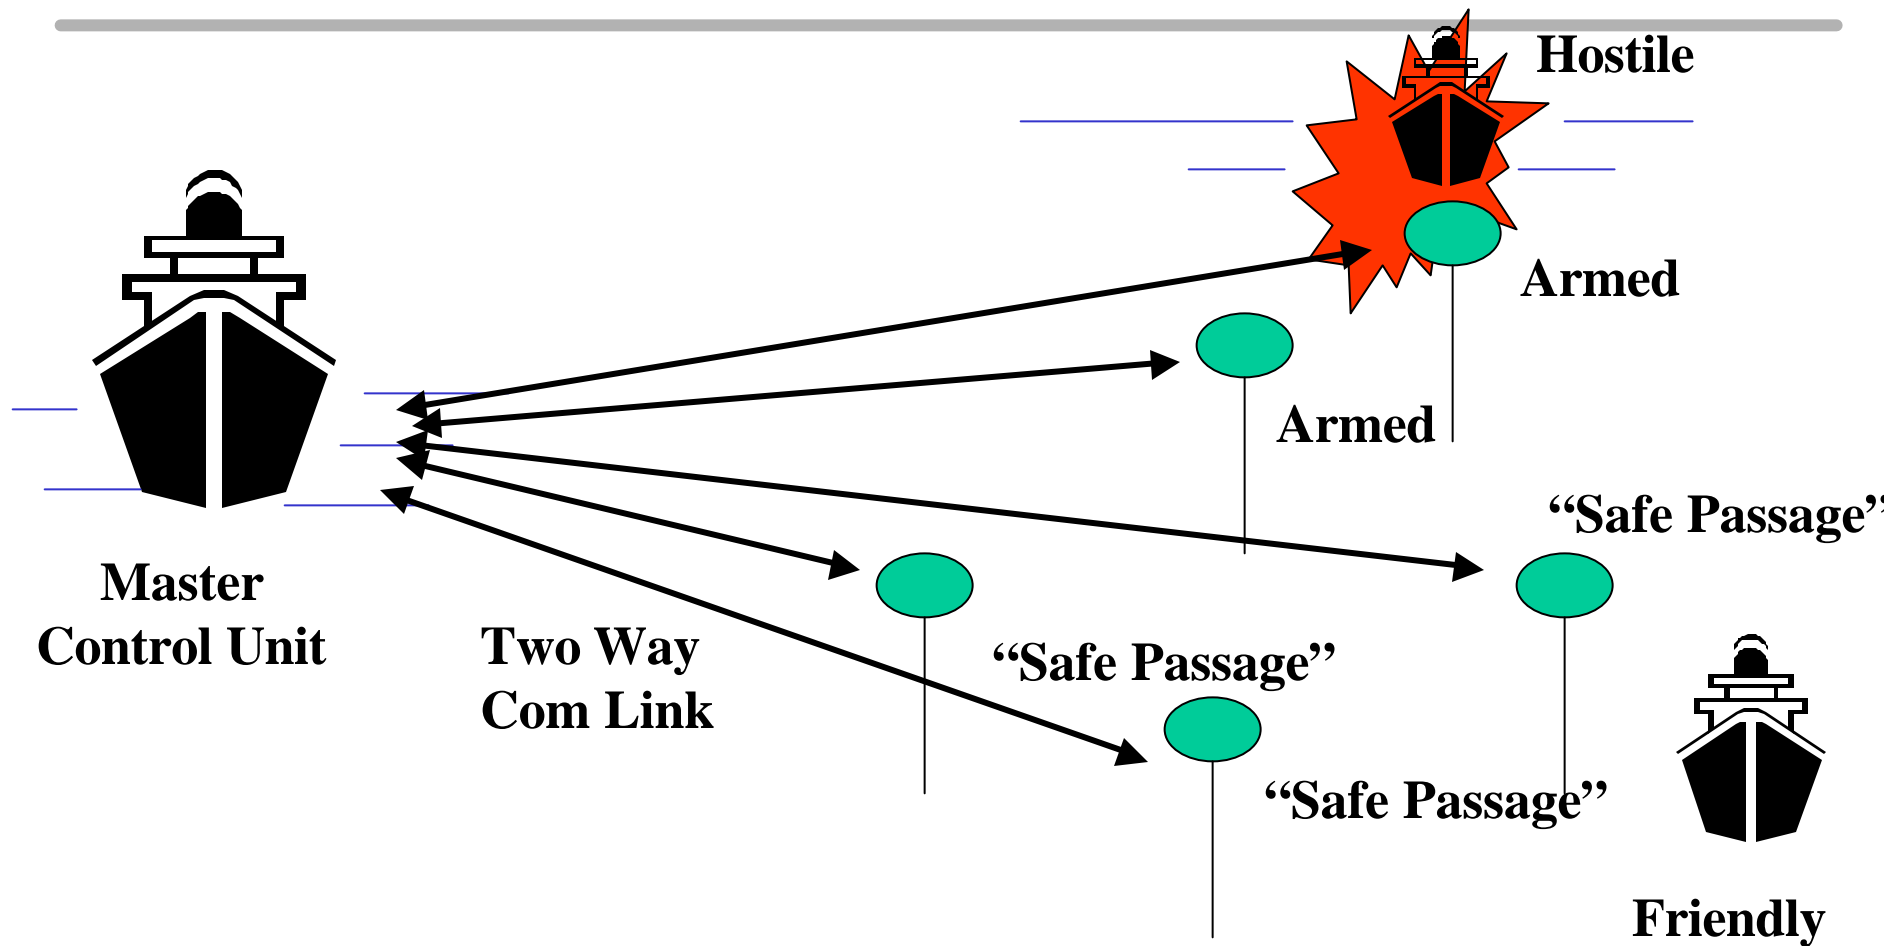 Hostile
Armed
Armed
“Safe Passage”
Master
Control Unit
Two Way
Com Link
“Safe Passage”
“Safe Passage”
Friendly